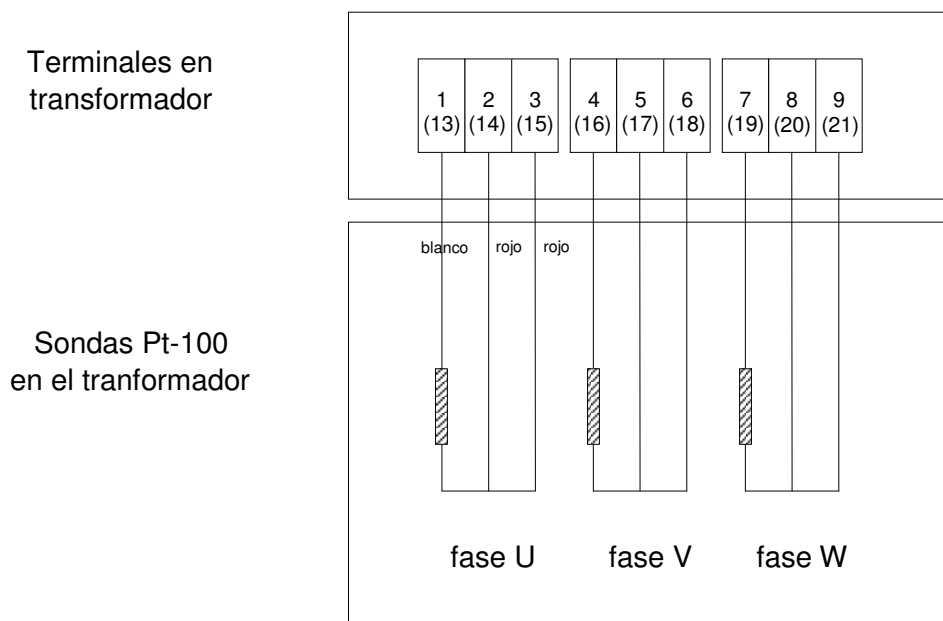 Terminales en
transformador
1 2 3 4 5 6 7 8 9
(13) (14) (15) (16) (17) (18) (19) (20) (21)
blanco rojo rojo
Sondas Pt-100
en el tranformador
fase U fase V fase W